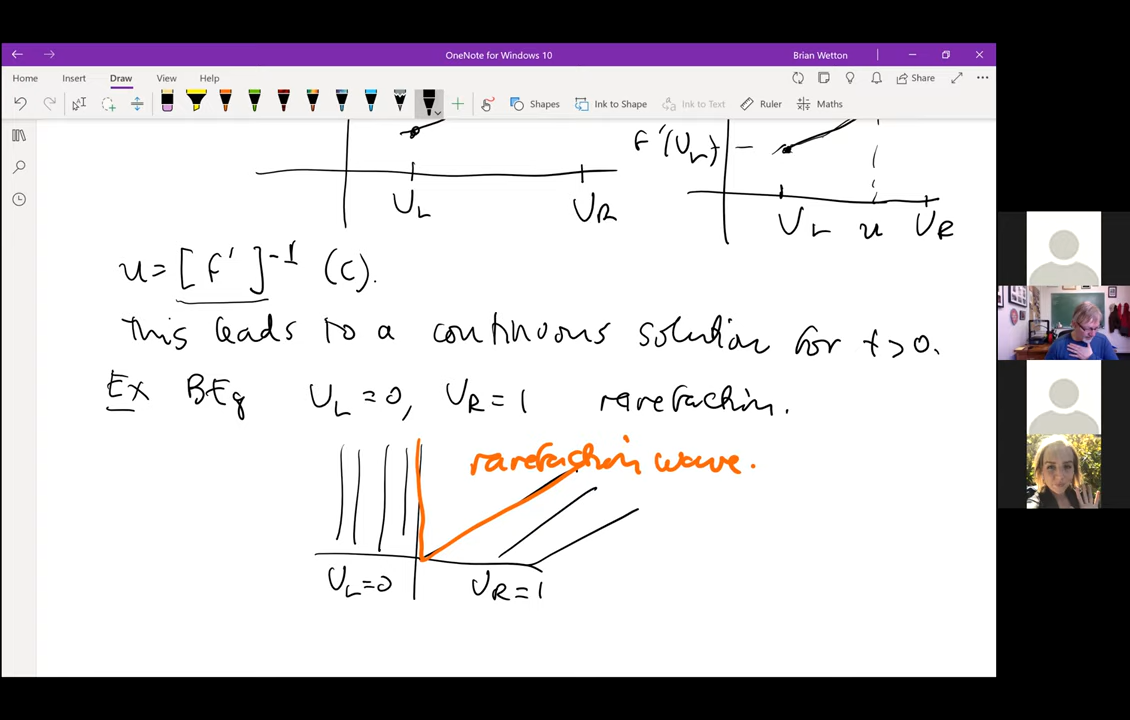 OneNote for Windows 10
Brian Wetton
Home Insert Draw View Help
Share
Shapes Ink to Shape Ink to Text Ruler Maths
U_L U_R
F'(U_L)
U_L u U_R
u = [f']^-1 (c).
This leads to a continuous solution for t>0.
Ex BEq U_L=0, U_R=1 rarefaction.
rarefaction wave.
U_L=0 U_R=1